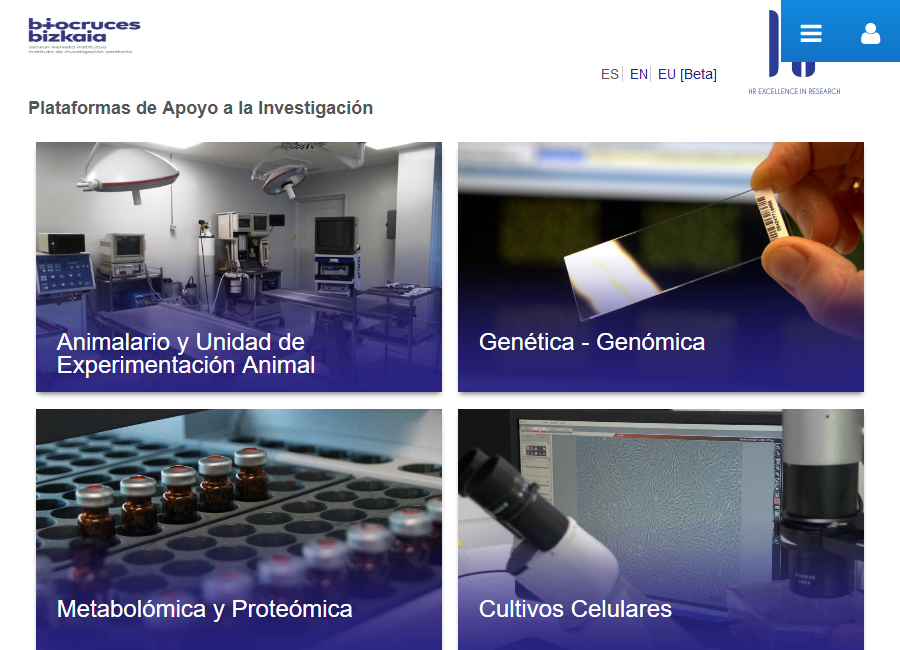 biocruces
bizkaia
osasun ikerketa institutua
instituto de investigación sanitaria
ES EN EU [Beta]
HR EXCELLENCE IN RESEARCH
Plataformas de Apoyo a la Investigación
Animalario y Unidad de
Experimentación Animal
Genética - Genómica
Metabolómica y Proteómica
Cultivos Celulares